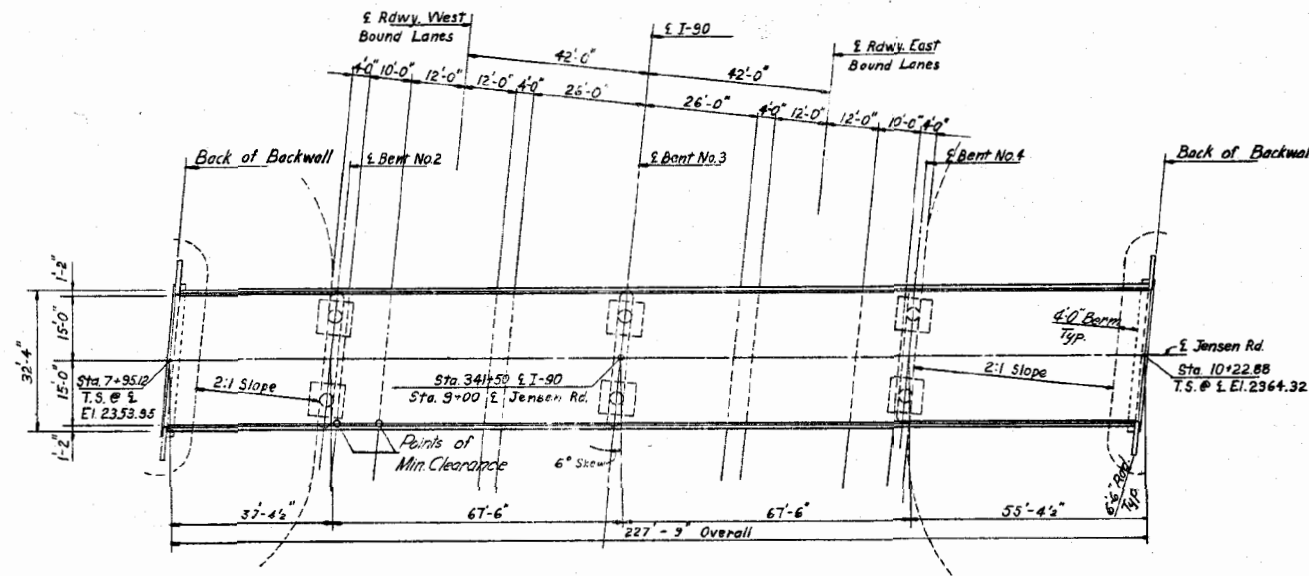 ℄ Rdwy. West
Bound Lanes
℄ I-90
℄ Rdwy. East
Bound Lanes
42'-0"
42'-0"
4'-0"
10'-0"
12'-0"
12'-0"
4'-0"
26'-0"
26'-0"
4'-0"
12'-0"
12'-0"
10'-0"
4'-0"
Back of Backwall
℄ Bent No.2
℄ Bent No.3
℄ Bent No.4
Back of Backwal
1'-2"
15'-0"
32'-4"
15'-0"
1'-2"
4'-0" Berm
Typ.
℄ Jensen Rd.
Sta. 7+95.12
T.S. @ ℄
El. 2353.95
2:1 Slope
Sta. 341+50 ℄ I-90
Sta. 9+00 ℄ Jensen Rd.
2:1 Slope
Sta. 10+22.88
T.S. @ ℄ El. 2364.32
Points of
Min. Clearance
6° Skew
6'-6" Rdd.
Typ.
37'-4½"
67'-6"
67'-6"
55'-4½"
227'-9" Overall